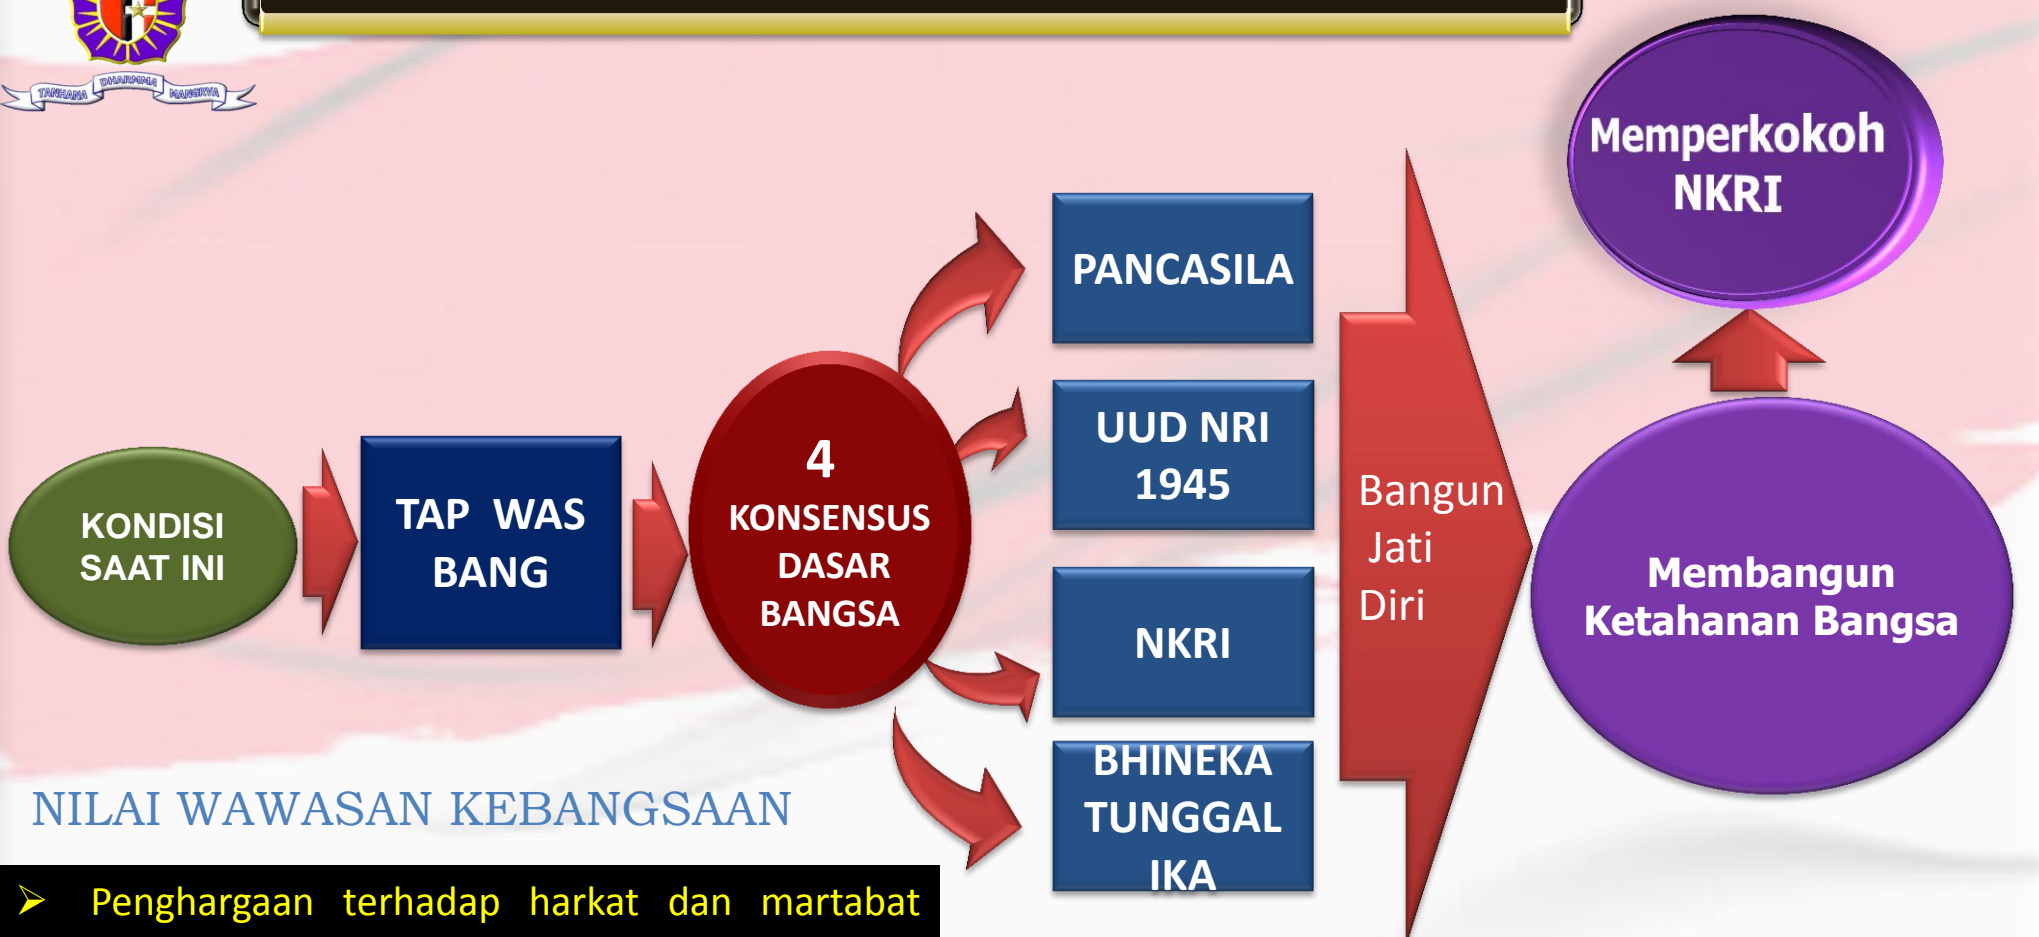 TANHANA DHARMMA MANGRVA
Memperkokoh
NKRI
PANCASILA
UUD NRI
1945
NKRI
BHINEKA
TUNGGAL
IKA
4
KONSENSUS
DASAR
BANGSA
TAP WAS
BANG
KONDISI
SAAT INI
Bangun
Jati
Diri
Membangun
Ketahanan Bangsa
NILAI WAWASAN KEBANGSAAN
➢ Penghargaan terhadap harkat dan martabat